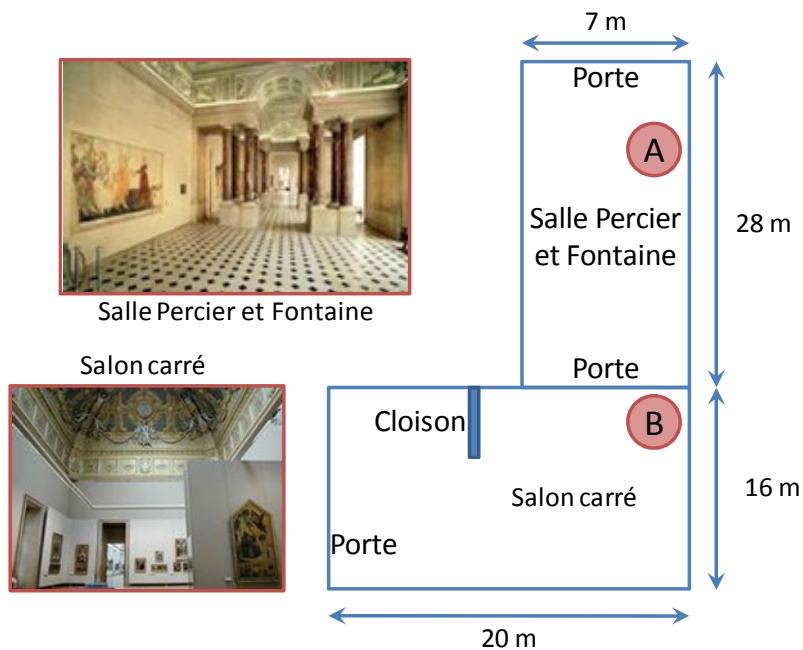 7 m
Porte
A
Salle Percier
et Fontaine
28 m
Salle Percier et Fontaine
Salon carré
Porte
Cloison
B
Salon carré
16 m
Porte
20 m